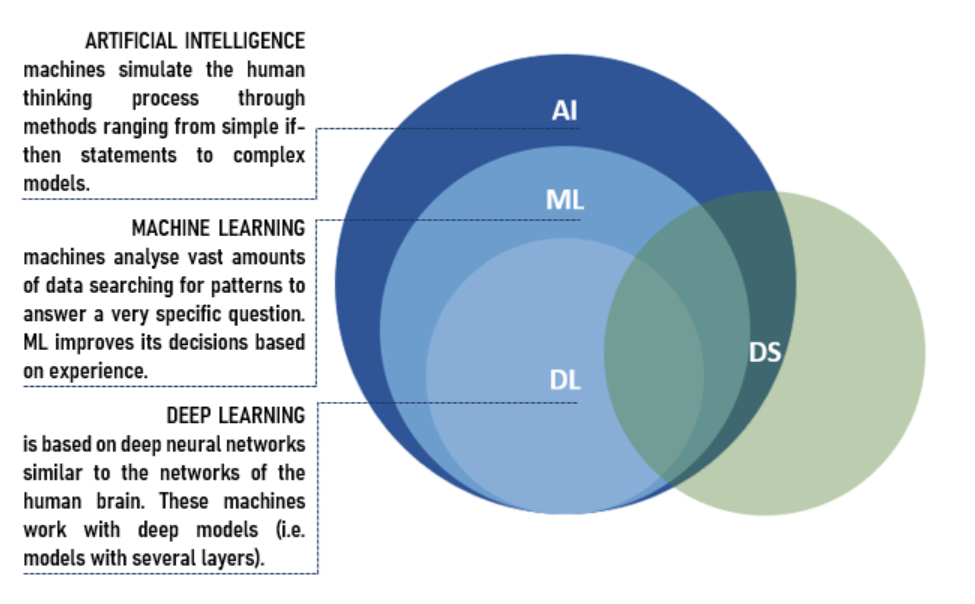 ARTIFICIAL INTELLIGENCE
machines simulate the human
thinking process through
methods ranging from simple if-
then statements to complex
models.
MACHINE LEARNING
machines analyse vast amounts
of data searching for patterns to
answer a very specific question.
ML improves its decisions based
on experience.
DEEP LEARNING
is based on deep neural networks
similar to the networks of the
human brain. These machines
work with deep models (i.e.
models with several layers).
AI
ML
DS
DL